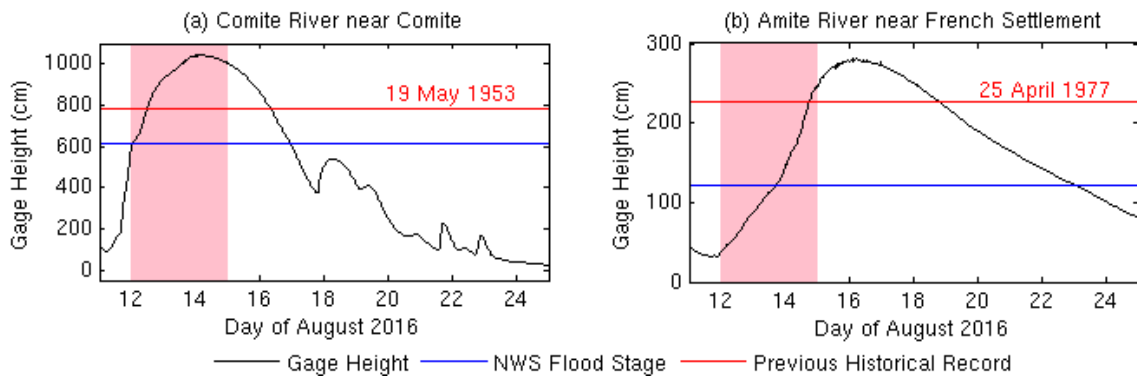 (a) Comite River near Comite
1000
800
600
400
200
0
Gage Height (cm)
19 May 1953
12 14 16 18 20 22 24
Day of August 2016
(b) Amite River near French Settlement
300
200
100
0
Gage Height (cm)
25 April 1977
12 14 16 18 20 22 24
Day of August 2016
Gage Height NWS Flood Stage Previous Historical Record